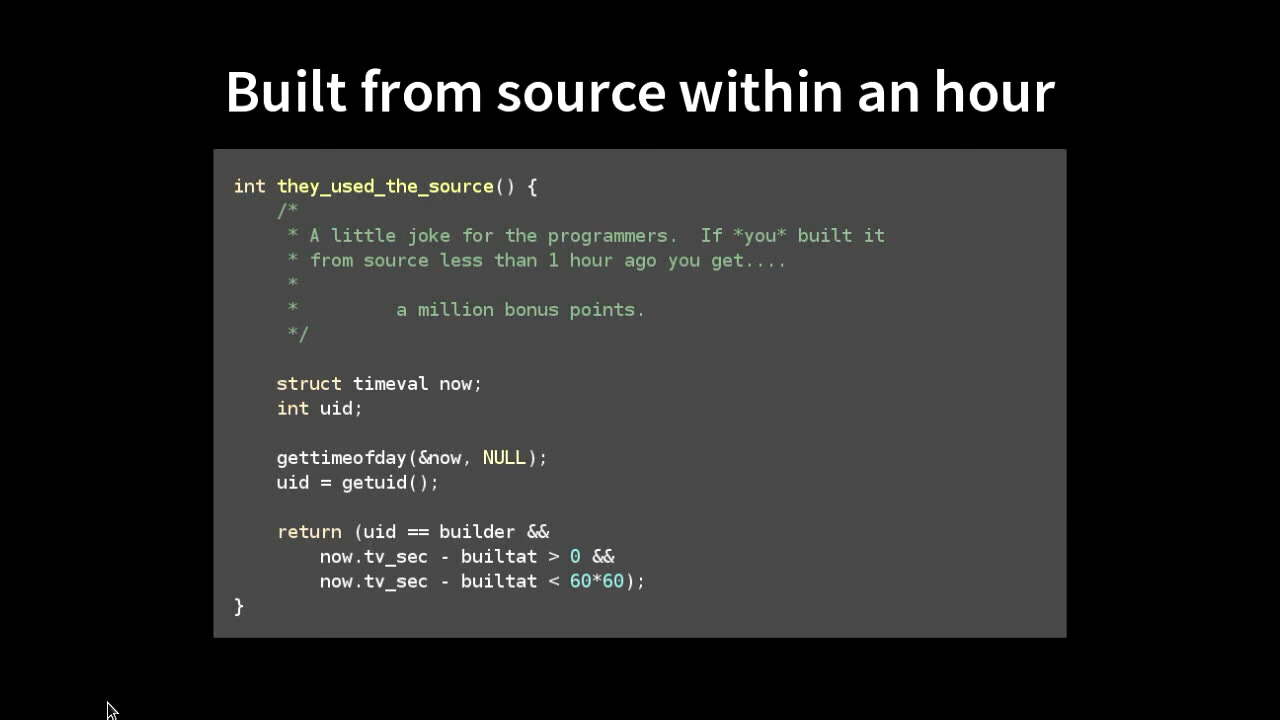 Built from source within an hour
int they_used_the_source() {
    /*
     * A little joke for the programmers.  If *you* built it
     * from source less than 1 hour ago you get....
     *
     *         a million bonus points.
     */

    struct timeval now;
    int uid;

    gettimeofday(&now, NULL);
    uid = getuid();

    return (uid == builder &&
        now.tv_sec - builtat > 0 &&
        now.tv_sec - builtat < 60*60);
}